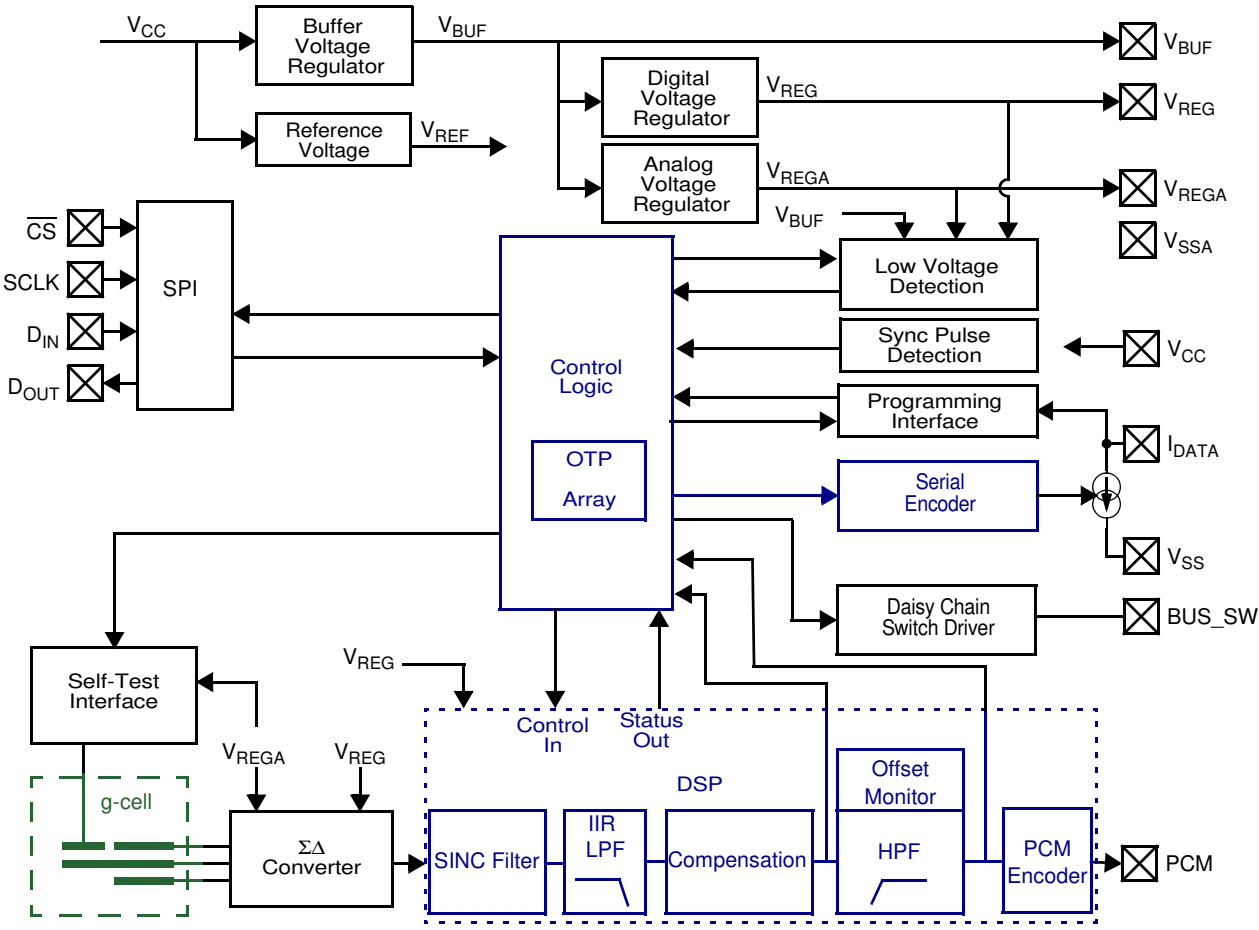 VCC
Buffer
Voltage
Regulator
VBUF
VBUF
Digital
Voltage
Regulator
VREG
VREG
Reference
Voltage
VREF
Analog
Voltage
Regulator
VREGA
VREGA
VBUF
VSSA
CS
SCLK
DIN
DOUT
SPI
Low Voltage
Detection
Sync Pulse
Detection
VCC
Control
Logic
OTP
Array
Programming
Interface
IDATA
Serial
Encoder
VSS
Daisy Chain
Switch Driver
BUS_SW
Self-Test
Interface
VREG
Control
In
Status
Out
VREGA
VREG
g-cell
ΣΔ
Converter
DSP
SINC Filter
IIR
LPF
Compensation
Offset
Monitor
HPF
PCM
Encoder
PCM